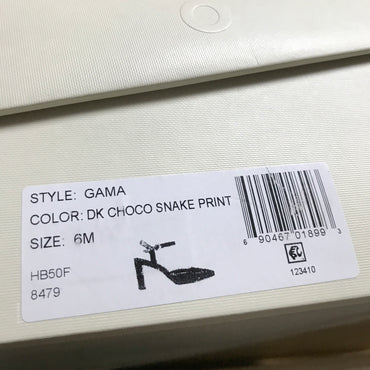 STYLE: GAMA
COLOR: DK CHOCO SNAKE PRINT
SIZE: 6M
HB50F
8479
6 90467 01899 3
123410